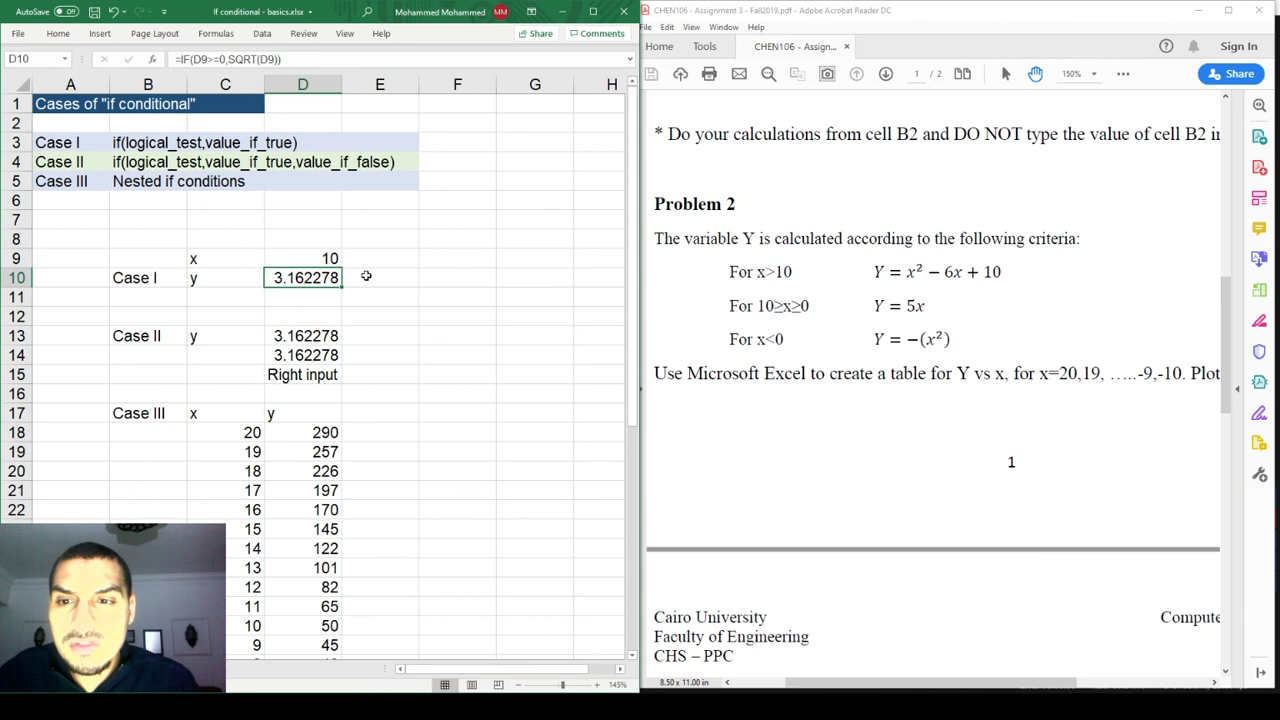 AutoSave Off
If conditional - basics.xlsx
Mohammed Mohammed MM
File Home Insert Page Layout Formulas Data Review View Help Share Comments
D10 =IF(D9>=0,SQRT(D9))
A B C D E F G H
1 Cases of "if conditional"
2
3 Case I if(logical_test,value_if_true)
4 Case II if(logical_test,value_if_true,value_if_false)
5 Case III Nested if conditions
6
7
8
9 x 10
10 Case I y 3.162278
11
12
13 Case II y 3.162278
14 3.162278
15 Right input
16
17 Case III x y
18 20 290
19 19 257
20 18 226
21 17 197
22 16 170
15 145
14 122
13 101
12 82
11 65
10 50
9 45
145%
CHEN106 - Assignment 3 - Fall2019.pdf - Adobe Acrobat Reader DC
File Edit View Window Help
Home Tools CHEN106 - Assign... × Sign In
1 / 2 150% Share
* Do your calculations from cell B2 and DO NOT type the value of cell B2 in
Problem 2
The variable Y is calculated according to the following criteria:
For x>10 Y = x² − 6x + 10
For 10≥x≥0 Y = 5x
For x<0 Y = −(x²)
Use Microsoft Excel to create a table for Y vs x, for x=20,19, …..-9,-10. Plot
1
Cairo University Compute
Faculty of Engineering
CHS – PPC
8.50 x 11.00 in